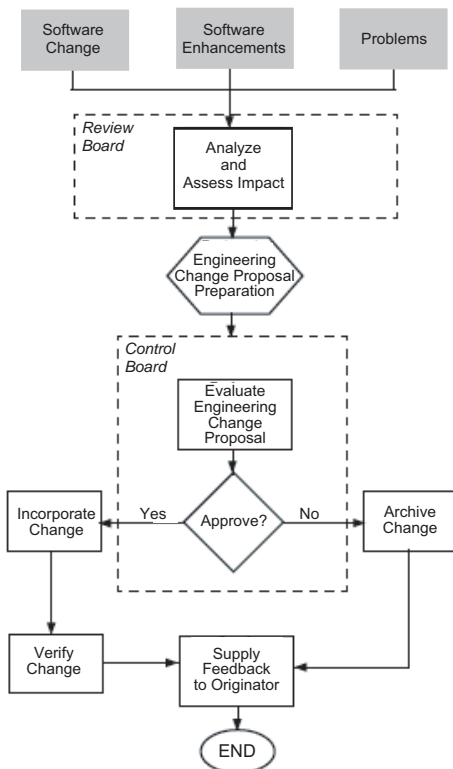 Software
Change
Software
Enhancements
Problems
Review
Board
Analyze
and
Assess Impact
Engineering
Change Proposal
Preparation
Control
Board
Evaluate
Engineering
Change
Proposal
Incorporate
Change
Yes
Approve?
No
Archive
Change
Verify
Change
Supply
Feedback
to Originator
END